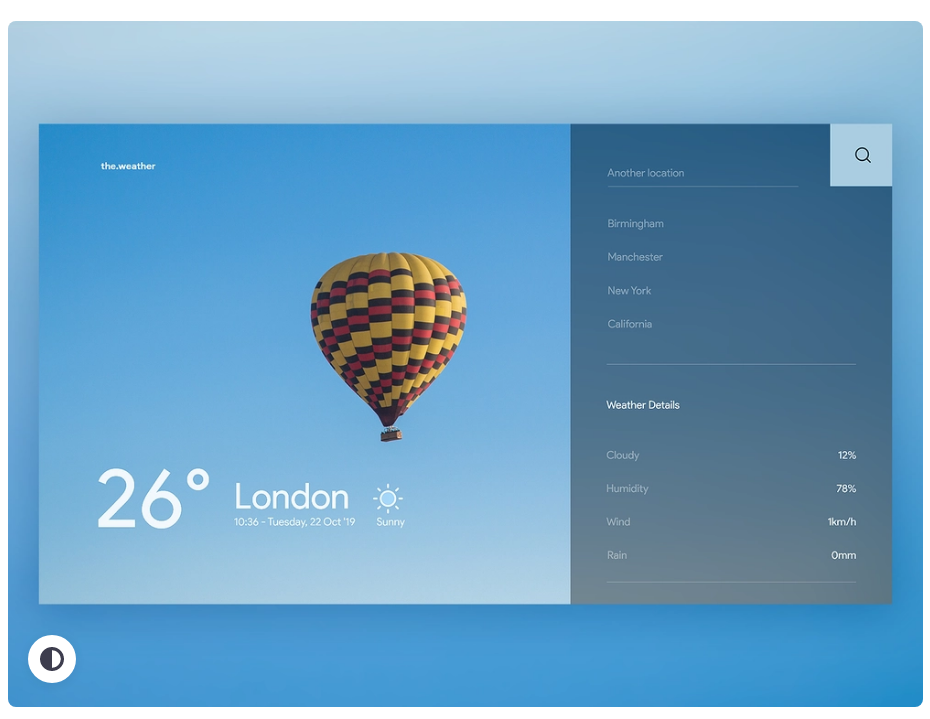 the.weather
26° London
10:36 - Tuesday, 22 Oct '19 Sunny
Another location
Birmingham
Manchester
New York
California
Weather Details
Cloudy 12%
Humidity 78%
Wind 1km/h
Rain 0mm